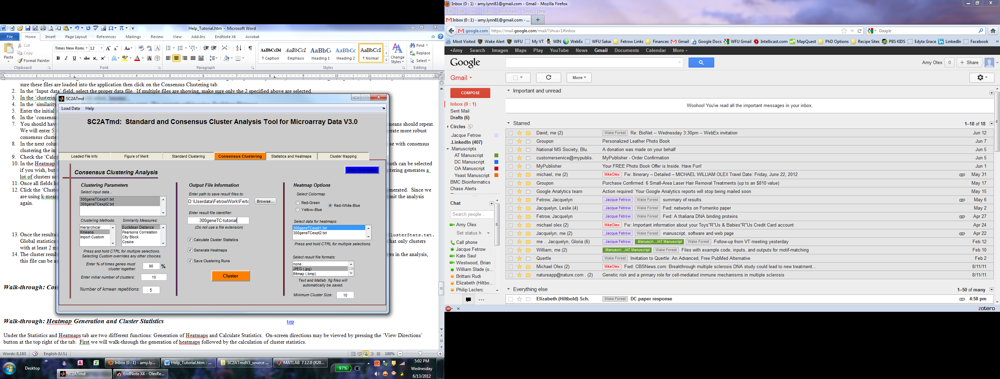 Help_Tutorial.htm - Microsoft Word
File Home Insert Page Layout References Mailings Review View Add-Ins EndNote X4 Acrobat
Paste
Cut
Copy
Format Painter
Clipboard
Times New Roma 12
Font
Paragraph
AaBbCcDd AaBbCcL AaBbC AaBbCc AaBbCcI
¶ Caption Emphasis Heading 1 Heading 2 ¶ Normal
Change Styles
Styles
Find
Replace
Select
Editing
sure these files are loaded into the application then click on the Consensus Clustering tab.
2. In the ‘Input data’ field, select the proper data file. If multiple files are showing, make sure only the 2 specified above are selected.
3. In the ‘clustering
4. In the ‘similarity
5. Enter the initial
6. In the ‘consensu
7. You should hav means should repeat.
We will enter 5 rate more robust
consensus cluste
8. In the next colur se with consensus
clustering the in
9. Check the ‘Calc
10. In the Heatmap oth can be selected
if you wish, but tering generates a
lot of clusters so
11. Once all fields h
12. Click the ‘Cluste nerated. Since we
are using k-mean mit the analysis
again.
13. Once the results ClusterStats.txt.
Global statistics hat only clusters
with at least 2 m
14. The cluster resul rs in the analysis,
this file can be a
Walk-through: Con
Walk-through: Heatmap Generation and Cluster Statistics top
Under the Statistics and Heatmaps tab are two different functions: Generation of Heatmaps and Calculate Statistics. On-screen directions may be viewed by pressing the ‘View Directions’
button at the top right of the tab. First we will walk-through the generation of heatmaps followed by the calculation of cluster statistics.
Words: 8,183 English (U.S.) 100%
SC2ATmd
Load Data Help
SC2ATmd: Standard and Consensus Cluster Analysis Tool for Microarray Data V3.0
Loaded File Info Figure of Merit Standard Clustering Consensus Clustering Statistics and Heatmaps Cluster Mapping
Consensus Clustering Analysis
View Directions
Clustering Parameters
Select input data...
300geneTCexpt1.txt
300geneTCexpt2.txt
Clustering Methods: Similarity Measures:
Hierarchical
Kmeans
Import Custom
Euclidean Distance
Pearsons Correlation
City Block
Cosine
Press and hold CTRL for multiple selections.
Selecting Custom overrides any other choices.
Enter % of times genes must
cluster together. 90 %
Enter initial number of clusters: 10
Number of kmean repetitions: 5
Output File Information
Enter path to save result files to:
D:\Userdata\FetrowWork\Fertc Browse...
Enter result file identifier:
300geneTC-tutorial
(Do not use a file extension)
Calculate Cluster Statistics
Generate Heatmaps
Save Clustering Runs
Cluster
Heatmap Options
Select Colormap
Red-Green
Yellow-Blue
Red-White-Blue
Select data for heatmaps:
300geneTCexpt1.txt
300geneTCexpt2.txt
Press and hold CTRL for multiple selections.
Select result file formats:
none
JPEG (.jpg)
Bitmap (.bmp)
Text and Matlab .fig files will
automatically be saved.
Minimum Cluster Size: 10
Desktop
Inbox (0 : 1) - amy.ly...
Help_Tutorial.htm - ...
SC2ATmdV3_source ...
MATLAB 7.12.0 (R20...
SC2ATmd
EndNote X4 - OlexRe...
97%
5:02 PM
Wednesday
6/13/2012
Inbox (0 : 1) - amy.lynn81@gmail.com - Gmail - Mozilla Firefox
File Edit View History Bookmarks Tools Help
Inbox (0 : 1) - amy.lynn81@gmail.com - ...
google.com https://mail.google.com/mail/?shva=1#inbox
Google
Most Visited Wake Alert WFU My VT WIN WebEx WFU Sakai Fetrow Links Finances Gmail Google Docs WFU Gmail Intellicast.com MapQuest PhD Options Recipe Sites PBS KIDS Edyta Grace LinkedIn Facebook
+Amy Search Images Maps Play YouTube News Gmail Documents Calendar More
Google
Amy Olex 0 + Share
Gmail
More
COMPOSE
Inbox (0 : 1)
Sent Mail
Drafts (6)
Circles
.Jacque Fetrow
.LinkedIn (407)
.Manuscripts
AT Manuscript
DC Manuscript
OA Manuscript
Yeast Manuscript
BMC Bioinformatics
Chase Alerts
Chat
Search people...
Amy Olex
Set status h
Call phone
Jacque Fetrow
Kate Saul
Westwood, Brian
William Slade (o...
Brittani Rudi
Elizabeth (Hiltbo...
Philip Leclerc
Important and unread
Woohoo! You've read all the important messages in your inbox.
Starred 1–18 of 18
David, me (2) Wake Forest Re: BioNet -- Wednesday 3:30pm -- WebEx invitation Jun 12
Groupon Personalized Leather Photo Book Jun 7
National MS Society, Blu. A donation was made on your behalf Jun 5
customerservice@mypublis. MyPublisher - Order Confirmation Jun 5
MyPublisher Your FREE Photo Book Offer is Inside. Have Fun! Jun 1
michael, me (2) MikeOlex Fw: Itinerary – Detailed – MICHAEL WILLIAM OLEX Travel Date: Friday, June 22, 2012 May 31
Groupon Purchase Confirmed: 6 Small-Area Laser Hair Removal Treatments (up to an $810 value) May 17
Google Analytics team Action required: Your Google Analytics reports will stop being mailed soon. May 15
Fetrow, Jacquelyn .Jacque Fetrow Wake Forest summary of results May 6
Jacquelyn, Leslie (4) .Jacque Fetrow Wake Forest Fwd: networks on Fomenko paper May 2
Fetrow, Jacquelyn .Jacque Fetrow Wake Forest Fwd: A thaliana DNA binding proteins Apr 27
michael olex (2) MikeOlex Fw: Important information about your Toys"R"Us & Babies"R"Us Credit Card account Apr 24
Jacquelyn, me (2) .Jacque Fetrow Wake Forest manuscript, software and web page Apr 22
me .. Jacquelyn, Gloria (6) .Jacque Fetrow .Manuscri.../AT Manuscript Wake Forest Follow-up from VT meeting yesterday Feb 12
William, me (2) .Manuscri.../AT Manuscript Wake Forest Files with example code, inputs, and outputs for motif-matching Feb 10
Quertle Wake Forest Invitation to Quertle: An Advanced, Free PubMed Alternative Feb 2
Michael Olex (2) MikeOlex Fwd: CBSNews.com: Breakthrough multiple sclerosis DNA study could lead to new treatment... 8/11/11
natureapp@nature.com . (2) Genetic risk and a primary role for cell-mediated immune mechanisms in multiple sclerosis 8/11/11
Everything else 1–50 of many
Elizabeth (Hiltbold) Sch. Wake Forest DC paper response 4:58 pm
ABP
zotero